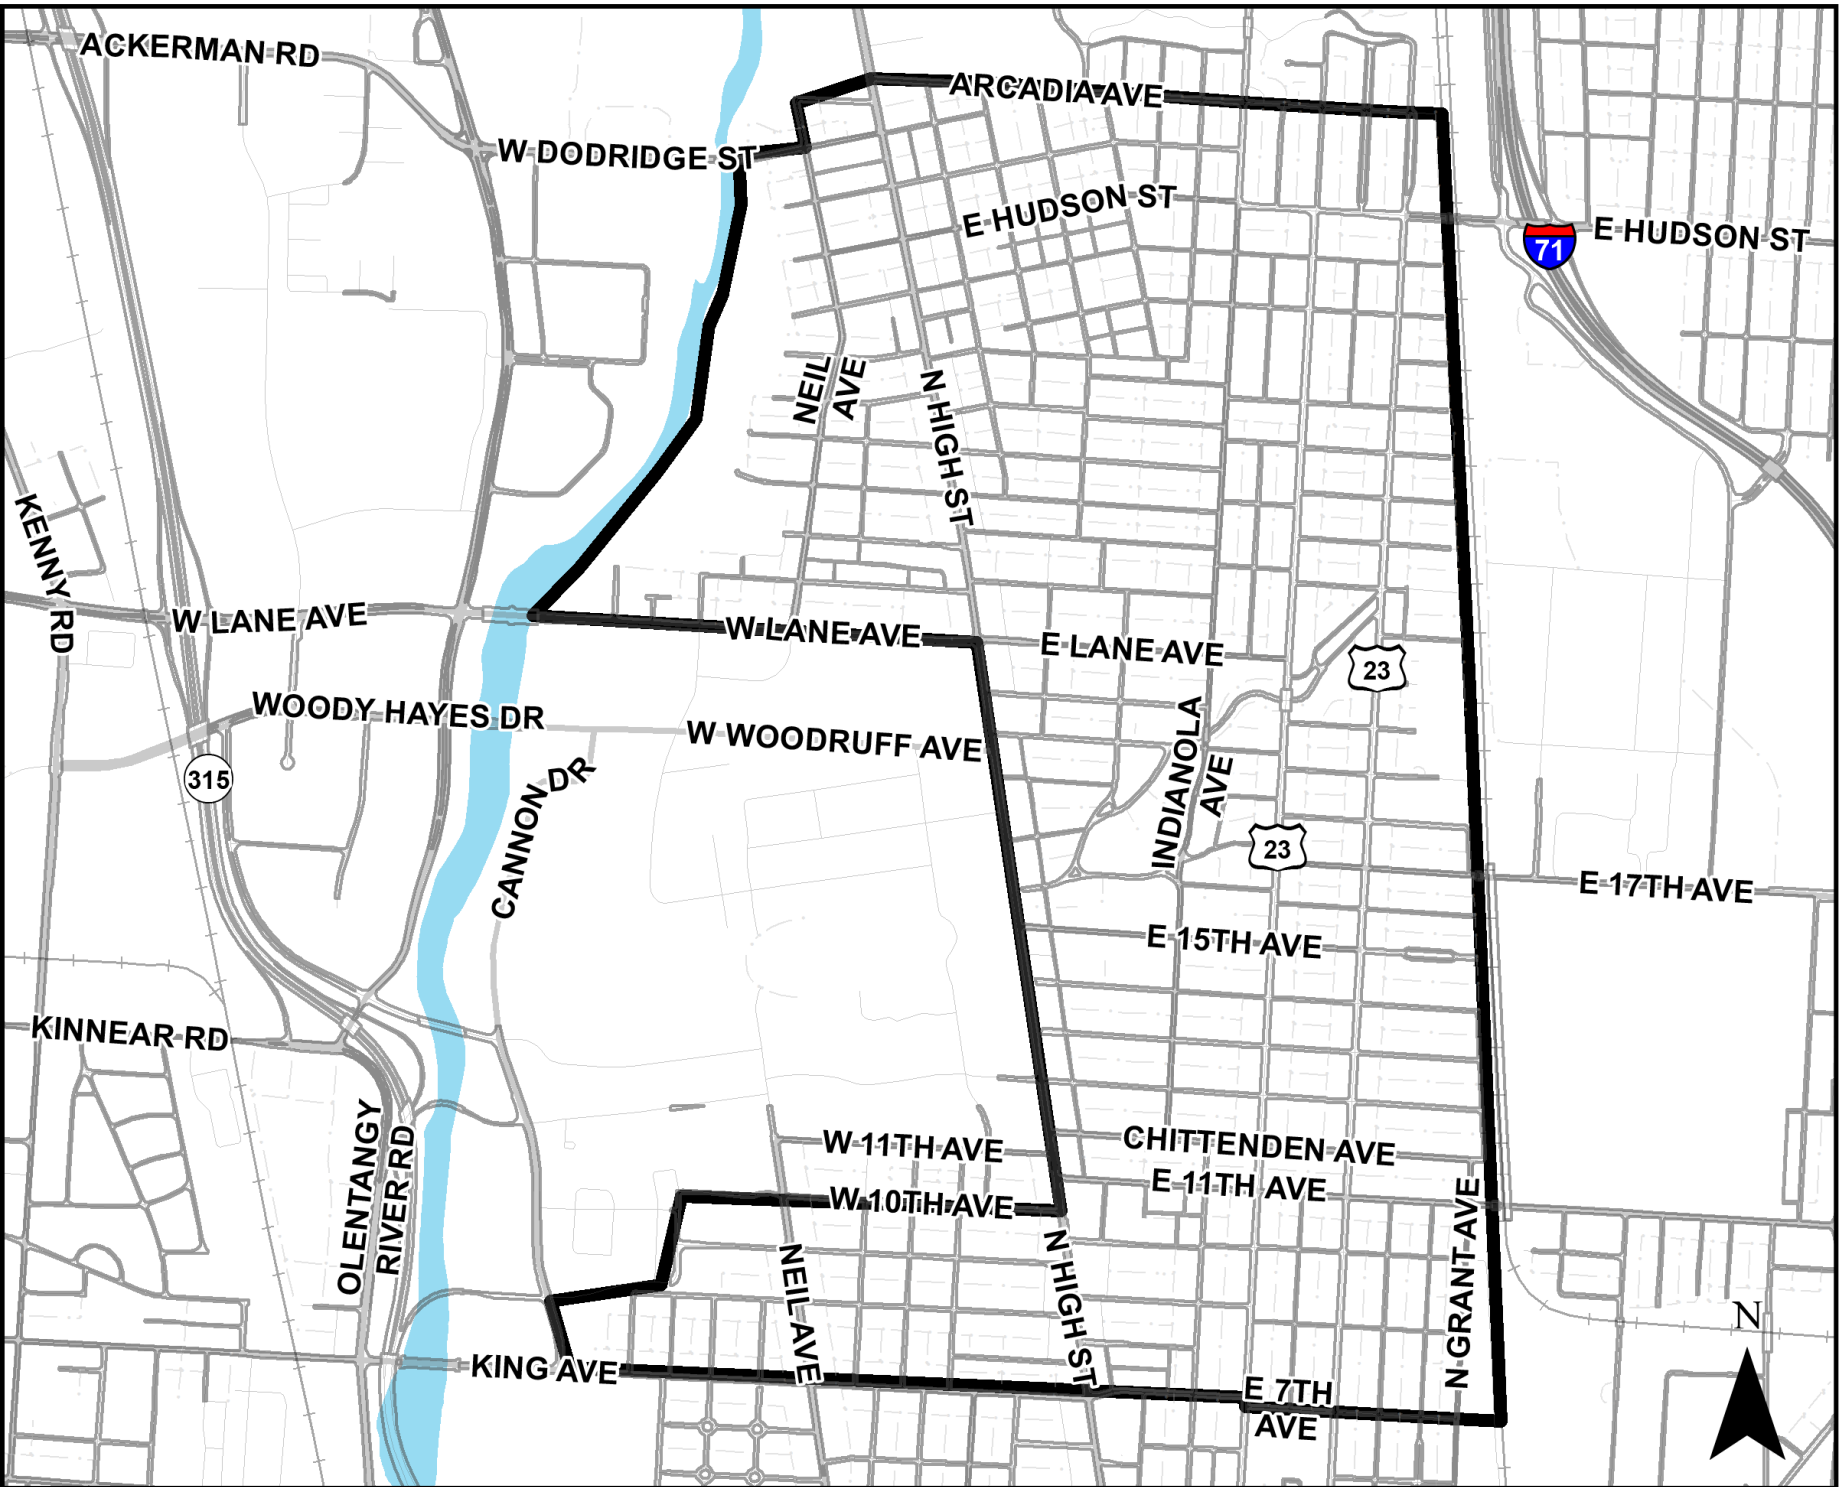 ACKERMAN RD
ARCADIA AVE
W DODRIDGE ST
E HUDSON ST
E HUDSON ST
71
NEIL
AVE
N HIGH ST
KENNY RD
W LANE AVE
W LANE AVE
E LANE AVE
23
WOODY HAYES DR
W WOODRUFF AVE
INDIANOLA
AVE
315
CANNON DR
23
E 17TH AVE
E 15TH AVE
KINNEAR RD
OLENTANGY
RIVER RD
W 11TH AVE
CHITTENDEN AVE
E 11TH AVE
W 10TH AVE
N GRANT AVE
NEIL AVE
N HIGH ST
N
KING AVE
E 7TH
AVE